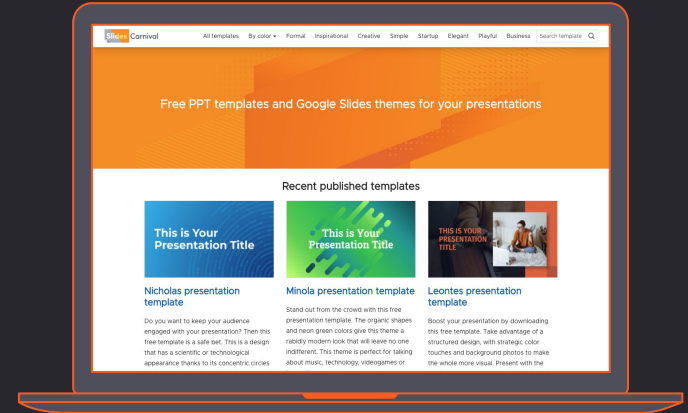 SlidesCarnival
All templates By color Formal Inspirational Creative Simple Startup Elegant Playful Business Search template
Free PPT templates and Google Slides themes for your presentations
Recent published templates
This is Your
Presentation Title
This is Your
Presentation Title
THIS IS YOUR
PRESENTATION
TITLE
Nicholas presentation
template
Do you want to keep your audience
engaged with your presentation? Then this
free template is a safe bet. This is a design
that has a scientific or technological
appearance thanks to its concentric circles
Minola presentation template
Stand out from the crowd with this free
presentation template. The organic shapes
and neon green colors give this theme a
rabidly modern look that will leave no one
indifferent. This theme is perfect for talking
about music, technology, videogames or
Leontes presentation
template
Boost your presentation by downloading
this free template. Take advantage of a
structured design, with strategic color
touches and background photos to make
the whole more visual. Present with the